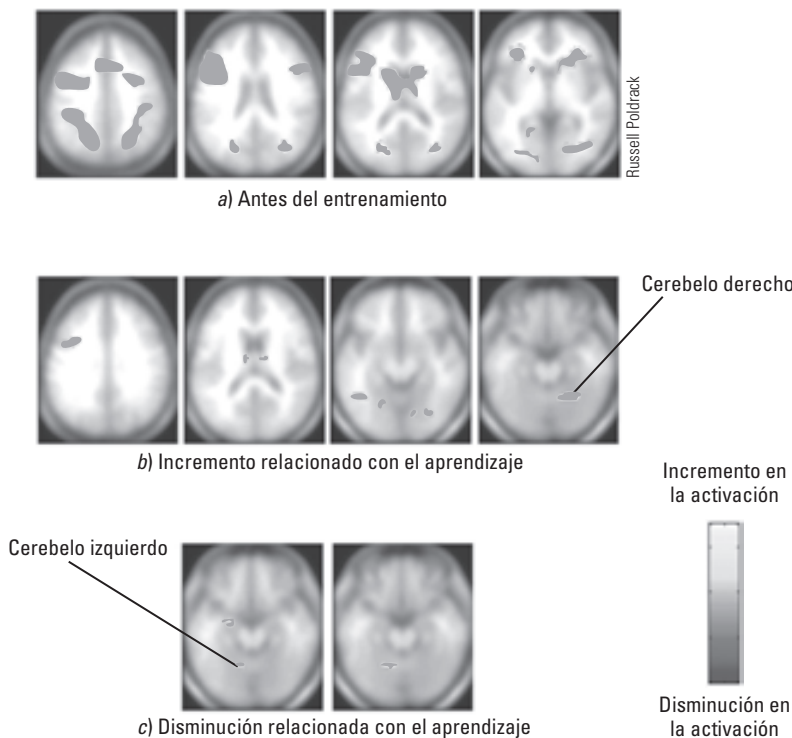 Russell Poldrack
a) Antes del entrenamiento
Cerebelo derecho
b) Incremento relacionado con el aprendizaje
Incremento en
la activación
Cerebelo izquierdo
Disminución en
la activación
c) Disminución relacionada con el aprendizaje